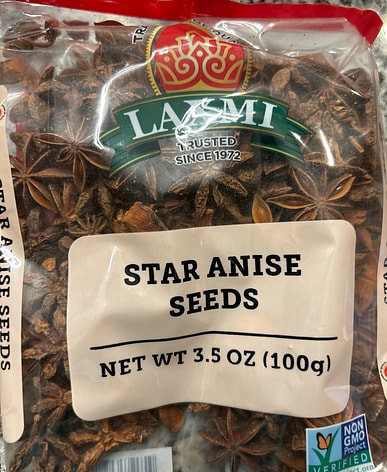 LAXMI
TRUSTED
SINCE 1972
STAR ANISE
SEEDS
NET WT 3.5 OZ (100g)
STAR ANISE SEEDS
NON
GMO
Project
VERIFIED